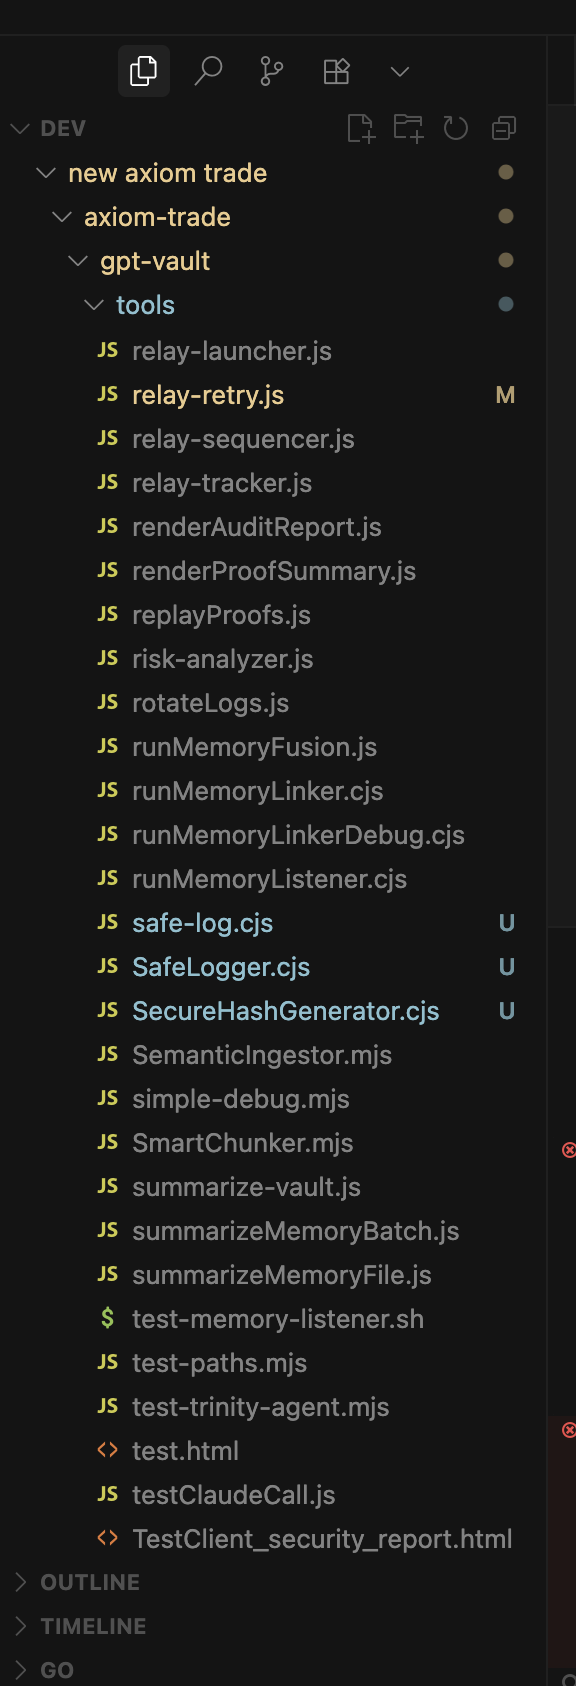 DEV
new axiom trade
axiom-trade
gpt-vault
tools
JS relay-launcher.js
JS relay-retry.js M
JS relay-sequencer.js
JS relay-tracker.js
JS renderAuditReport.js
JS renderProofSummary.js
JS replayProofs.js
JS risk-analyzer.js
JS rotateLogs.js
JS runMemoryFusion.js
JS runMemoryLinker.cjs
JS runMemoryLinkerDebug.cjs
JS runMemoryListener.cjs
JS safe-log.cjs U
JS SafeLogger.cjs U
JS SecureHashGenerator.cjs U
JS SemanticIngestor.mjs
JS simple-debug.mjs
JS SmartChunker.mjs
JS summarize-vault.js
JS summarizeMemoryBatch.js
JS summarizeMemoryFile.js
$ test-memory-listener.sh
JS test-paths.mjs
JS test-trinity-agent.mjs
<> test.html
JS testClaudeCall.js
<> TestClient_security_report.html
OUTLINE
TIMELINE
GO